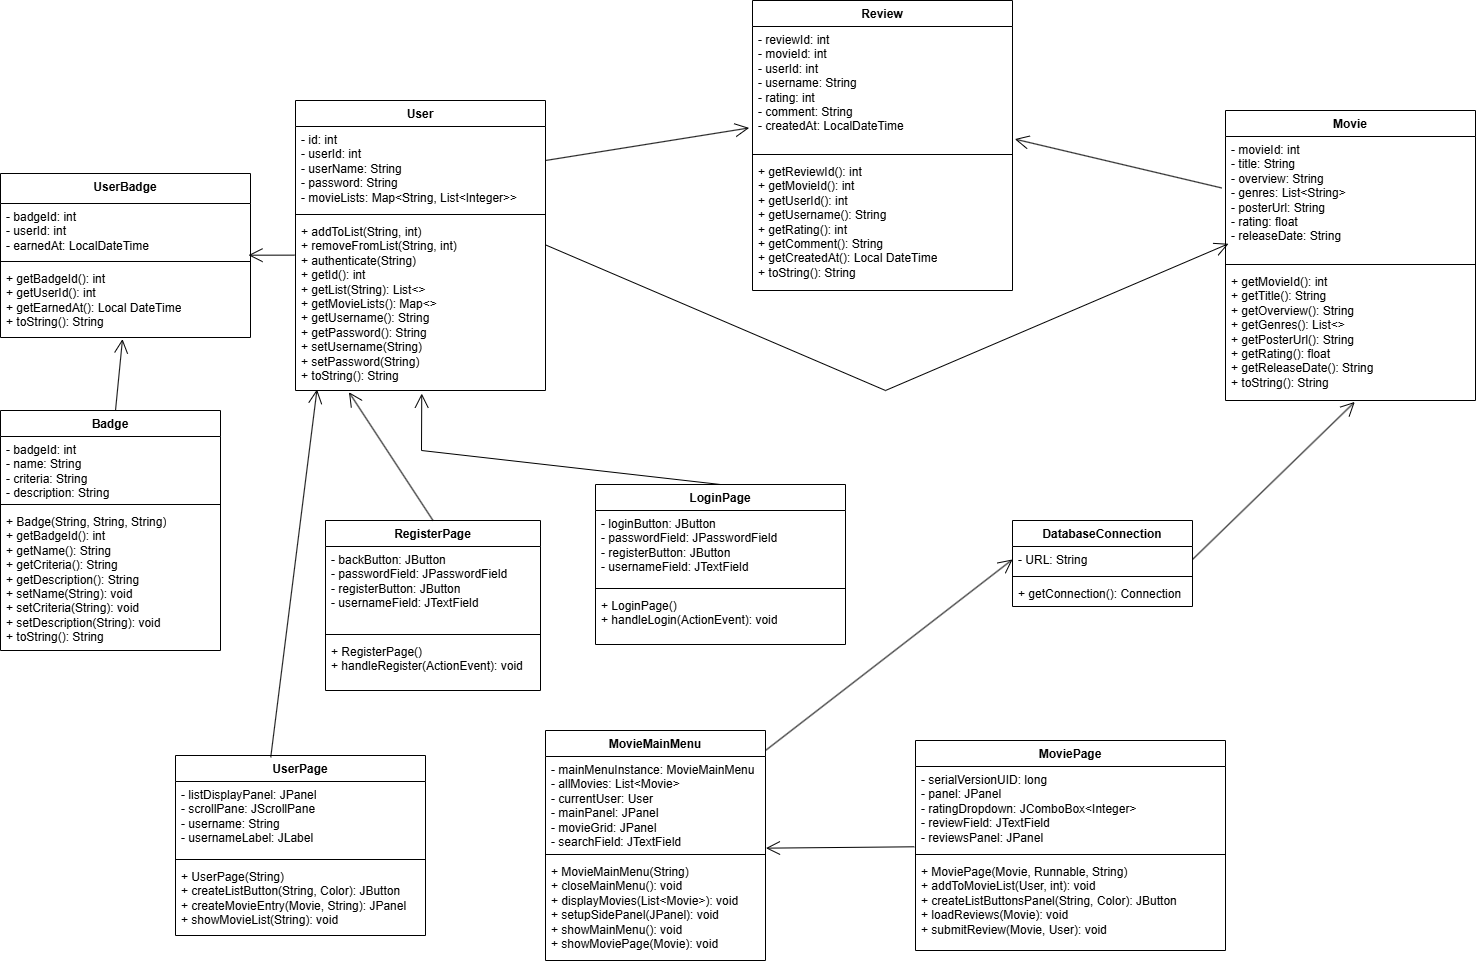 Review
- reviewId: int
- movieId: int
- userId: int
- username: String
- rating: int
- comment: String
- createdAt: LocalDateTime
+ getReviewId(): int
+ getMovieId(): int
+ getUserId(): int
+ getUsername(): String
+ getRating(): int
+ getComment(): String
+ getCreatedAt(): Local DateTime
+ toString(): String
User
- id: int
- userId: int
- userName: String
- password: String
- movieLists: Map<String, List<Integer>>
+ addToList(String, int)
+ removeFromList(String, int)
+ authenticate(String)
+ getId(): int
+ getList(String): List<>
+ getMovieLists(): Map<>
+ getUsername(): String
+ getPassword(): String
+ setUsername(String)
+ setPassword(String)
+ toString(): String
Movie
- movieId: int
- title: String
- overview: String
- genres: List<String>
- posterUrl: String
- rating: float
- releaseDate: String
+ getMovieId(): int
+ getTitle(): String
+ getOverview(): String
+ getGenres(): List<>
+ getPosterUrl(): String
+ getRating(): float
+ getReleaseDate(): String
+ toString(): String
UserBadge
- badgeId: int
- userId: int
- earnedAt: LocalDateTime
+ getBadgeId(): int
+ getUserId(): int
+ getEarnedAt(): Local DateTime
+ toString(): String
Badge
- badgeId: int
- name: String
- criteria: String
- description: String
+ Badge(String, String, String)
+ getBadgeId(): int
+ getName(): String
+ getCriteria(): String
+ getDescription(): String
+ setName(String): void
+ setCriteria(String): void
+ setDescription(String): void
+ toString(): String
RegisterPage
- backButton: JButton
- passwordField: JPasswordField
- registerButton: JButton
- usernameField: JTextField
+ RegisterPage()
+ handleRegister(ActionEvent): void
LoginPage
- loginButton: JButton
- passwordField: JPasswordField
- registerButton: JButton
- usernameField: JTextField
+ LoginPage()
+ handleLogin(ActionEvent): void
DatabaseConnection
- URL: String
+ getConnection(): Connection
UserPage
- listDisplayPanel: JPanel
- scrollPane: JScrollPane
- username: String
- usernameLabel: JLabel
+ UserPage(String)
+ createListButton(String, Color): JButton
+ createMovieEntry(Movie, String): JPanel
+ showMovieList(String): void
MovieMainMenu
- mainMenuInstance: MovieMainMenu
- allMovies: List<Movie>
- currentUser: User
- mainPanel: JPanel
- movieGrid: JPanel
- searchField: JTextField
+ MovieMainMenu(String)
+ closeMainMenu(): void
+ displayMovies(List<Movie>): void
+ setupSidePanel(JPanel): void
+ showMainMenu(): void
+ showMoviePage(Movie): void
MoviePage
- serialVersionUID: long
- panel: JPanel
- ratingDropdown: JComboBox<Integer>
- reviewField: JTextField
- reviewsPanel: JPanel
+ MoviePage(Movie, Runnable, String)
+ addToMovieList(User, int): void
+ createListButtonsPanel(String, Color): JButton
+ loadReviews(Movie): void
+ submitReview(Movie, User): void